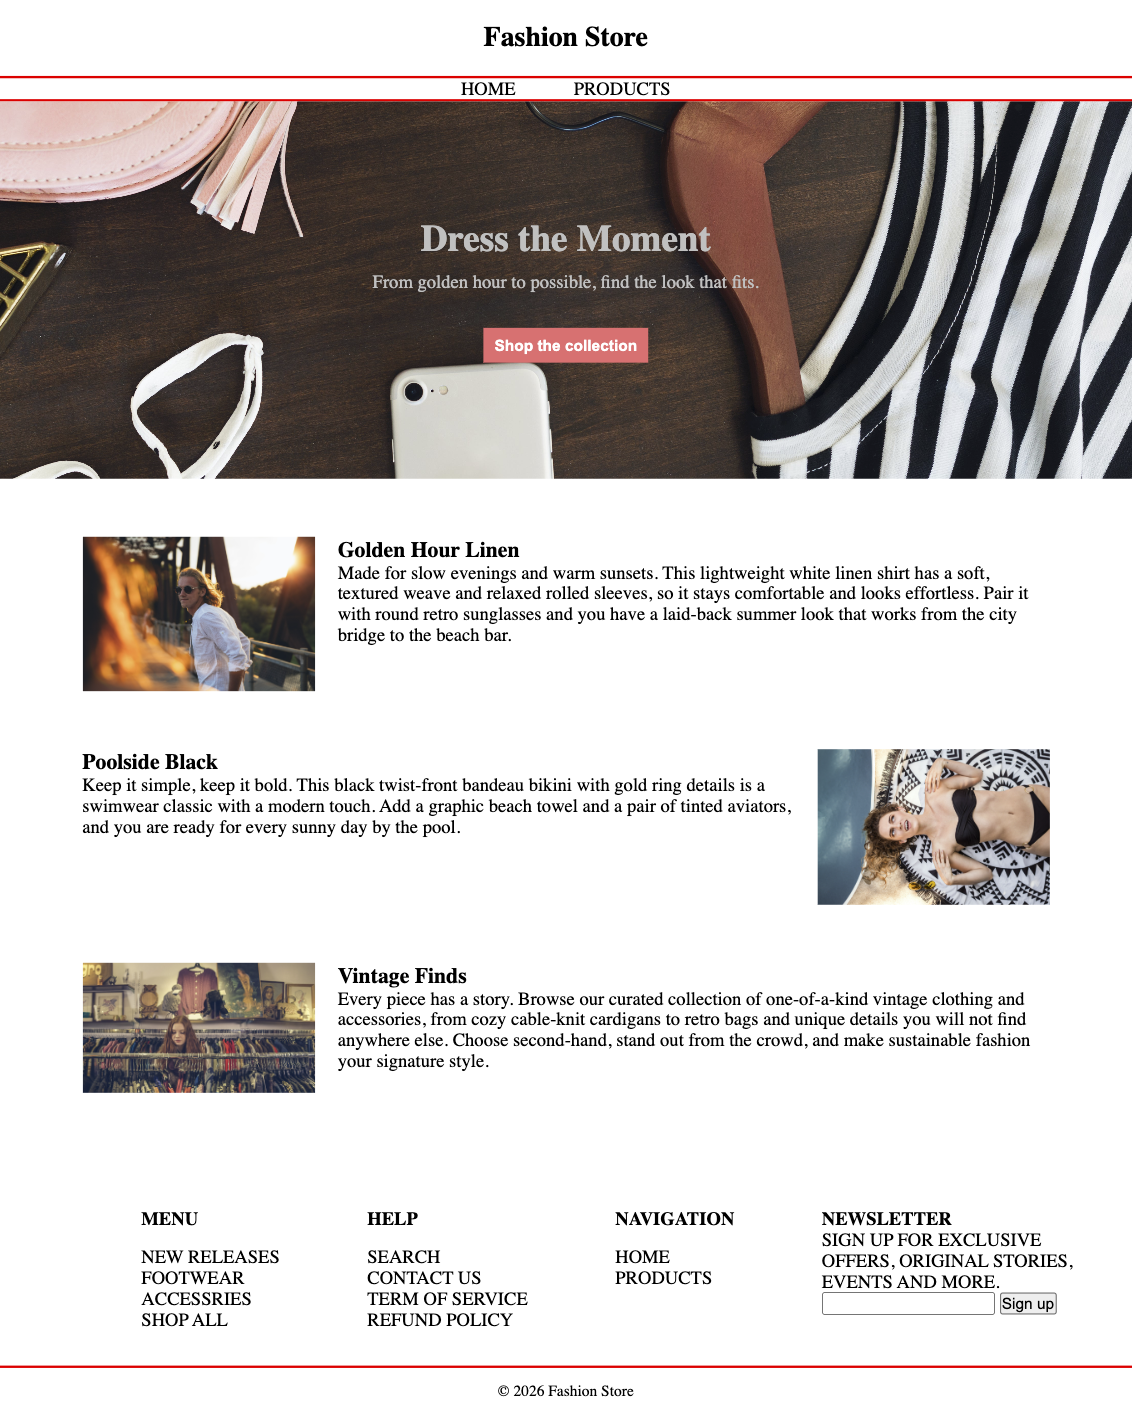 Fashion Store
HOME PRODUCTS
Dress the Moment
From golden hour to possible, find the look that fits.
Shop the collection
Golden Hour Linen
Made for slow evenings and warm sunsets. This lightweight white linen shirt has a soft,
textured weave and relaxed rolled sleeves, so it stays comfortable and looks effortless. Pair it
with round retro sunglasses and you have a laid-back summer look that works from the city
bridge to the beach bar.
Poolside Black
Keep it simple, keep it bold. This black twist-front bandeau bikini with gold ring details is a
swimwear classic with a modern touch. Add a graphic beach towel and a pair of tinted aviators,
and you are ready for every sunny day by the pool.
Vintage Finds
Every piece has a story. Browse our curated collection of one-of-a-kind vintage clothing and
accessories, from cozy cable-knit cardigans to retro bags and unique details you will not find
anywhere else. Choose second-hand, stand out from the crowd, and make sustainable fashion
your signature style.
MENU
NEW RELEASES
FOOTWEAR
ACCESSRIES
SHOP ALL
HELP
SEARCH
CONTACT US
TERM OF SERVICE
REFUND POLICY
NAVIGATION
HOME
PRODUCTS
NEWSLETTER
SIGN UP FOR EXCLUSIVE
OFFERS, ORIGINAL STORIES,
EVENTS AND MORE.
Sign up
© 2026 Fashion Store